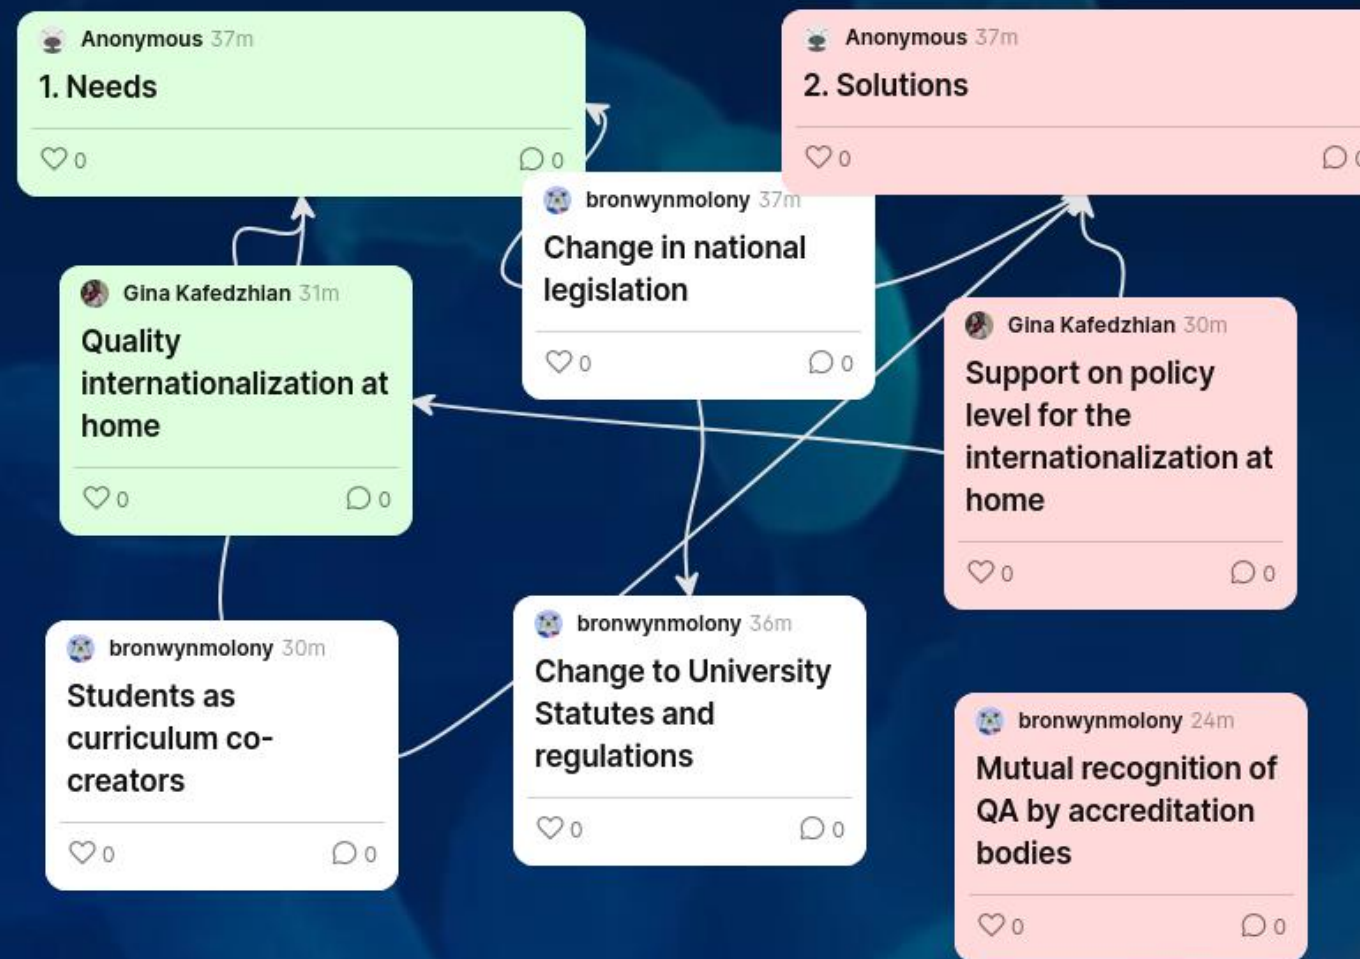 Anonymous 37m
1. Needs
0 0
Anonymous 37m
2. Solutions
0 0
bronwynmolony 37m
Change in national
legislation
0 0
Gina Kafedzhian 31m
Quality
internationalization at
home
0 0
Gina Kafedzhian 30m
Support on policy
level for the
internationalization at
home
0 0
bronwynmolony 30m
Students as
curriculum co-
creators
0 0
bronwynmolony 36m
Change to University
Statutes and
regulations
0 0
bronwynmolony 24m
Mutual recognition of
QA by accreditation
bodies
0 0